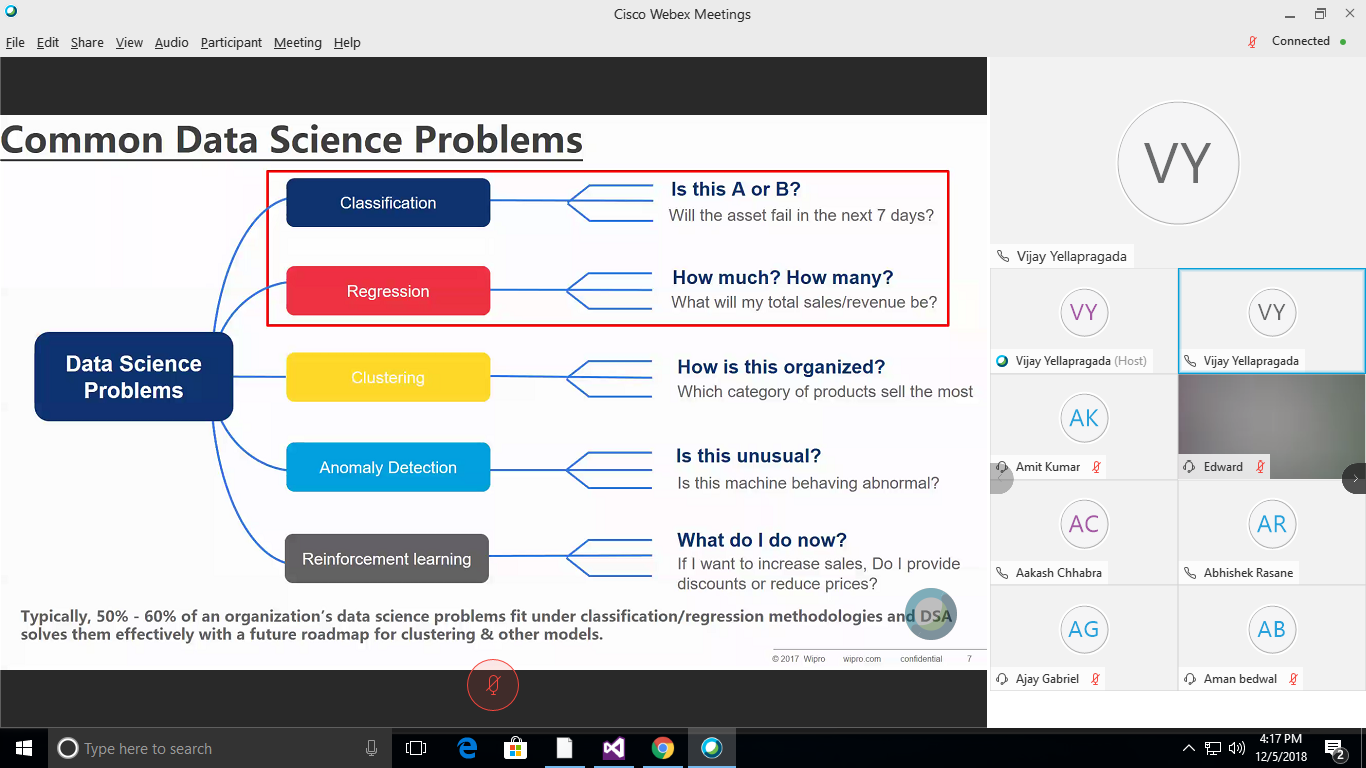 Cisco Webex Meetings
File Edit Share View Audio Participant Meeting Help
Connected
Common Data Science Problems
Data Science
Problems
Classification
Is this A or B?
Will the asset fail in the next 7 days?
Regression
How much? How many?
What will my total sales/revenue be?
Clustering
How is this organized?
Which category of products sell the most
Anomaly Detection
Is this unusual?
Is this machine behaving abnormal?
Reinforcement learning
What do I do now?
If I want to increase sales, Do I provide
discounts or reduce prices?
Typically, 50% - 60% of an organization's data science problems fit under classification/regression methodologies and DSA
solves them effectively with a future roadmap for clustering & other models.
© 2017 Wipro wipro.com confidential 7
VY
Vijay Yellapragada
VY
Vijay Yellapragada (Host)
VY
Vijay Yellapragada
AK
Amit Kumar
Edward
AC
Aakash Chhabra
AR
Abhishek Rasane
AG
Ajay Gabriel
AB
Aman bedwal
Type here to search
4:17 PM
12/5/2018
2